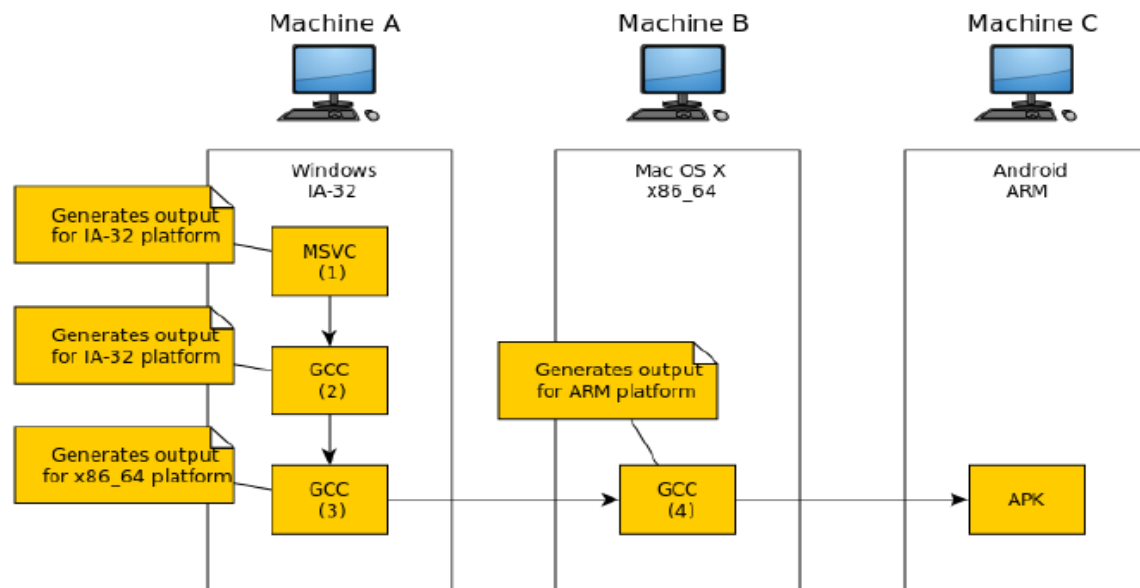 Machine A
Machine B
Machine C
Windows
IA-32
Mac OS X
x86_64
Android
ARM
Generates output
for IA-32 platform
MSVC
(1)
Generates output
for IA-32 platform
GCC
(2)
Generates output
for ARM platform
Generates output
for x86_64 platform
GCC
(3)
GCC
(4)
APK